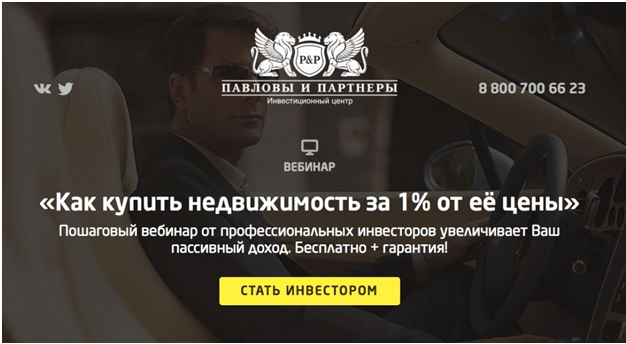 P&P
ПАВЛОВЫ И ПАРТНЕРЫ
Инвестиционный центр
8 800 700 66 23
ВЕБИНАР
«Как купить недвижимость за 1% от её цены»
Пошаговый вебинар от профессиональных инвесторов увеличивает Ваш
пассивный доход. Бесплатно + гарантия!
СТАТЬ ИНВЕСТОРОМ